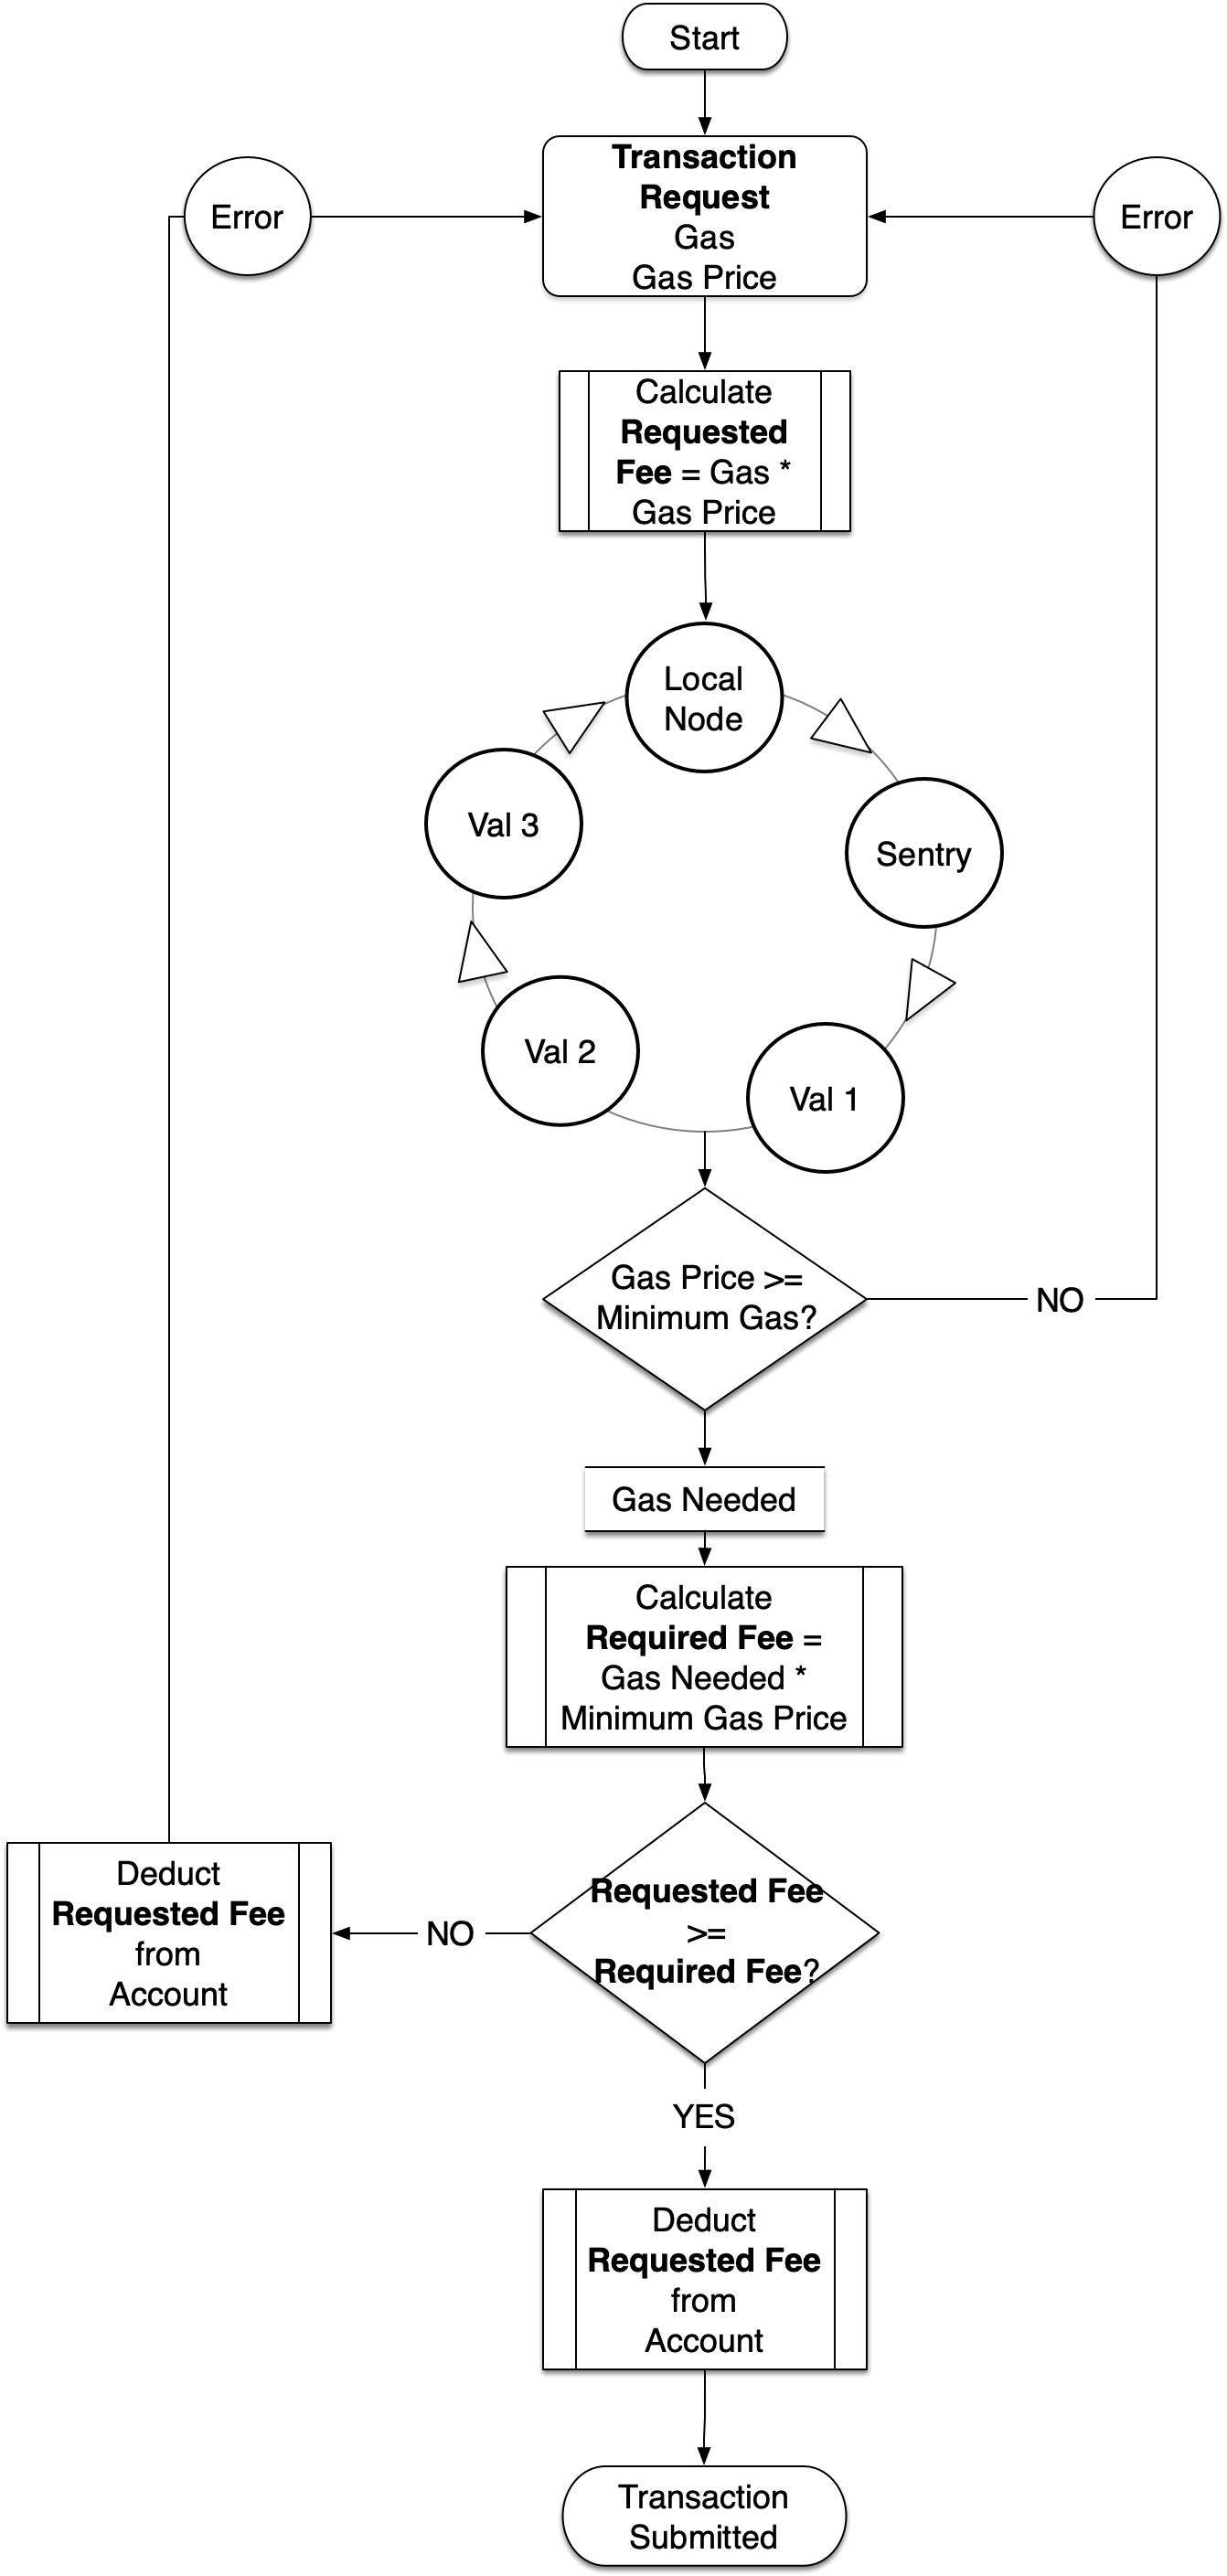 Start
Transaction
Request
Gas
Gas Price
Error
Error
Calculate
Requested
Fee = Gas *
Gas Price
Local
Node
Val 3
Sentry
Val 2
Val 1
Gas Price >=
Minimum Gas?
NO
Gas Needed
Calculate
Required Fee =
Gas Needed *
Minimum Gas Price
Requested Fee
>=
Required Fee?
NO
Deduct
Requested Fee
from
Account
YES
Deduct
Requested Fee
from
Account
Transaction
Submitted